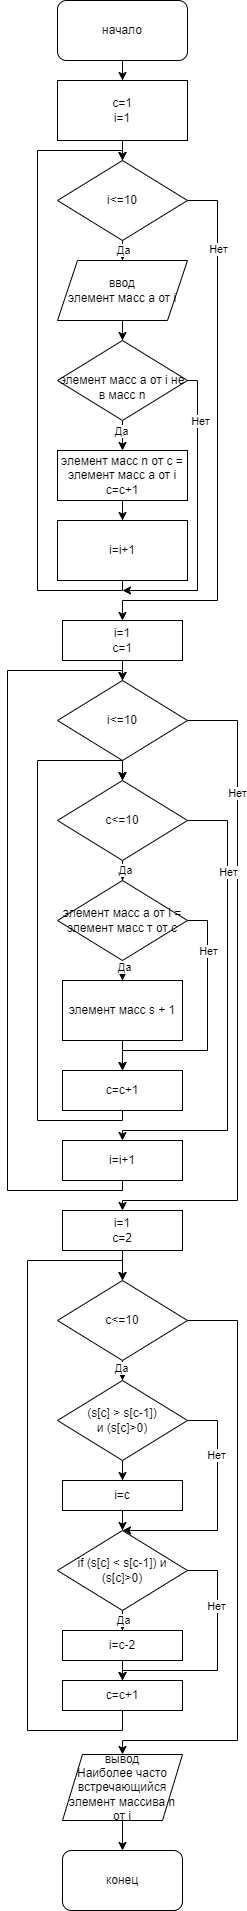 начало
c=1
i=1
i<=10
Да
Нет
ввод
элемент масс a от i
элемент масс a от i не
в масс n
Нет
Да
элемент масс n от c =
элемент масс a от i
c=c+1
i=i+1
i=1
c=1
i<=10
Нет
c<=10
Нет
Да
элемент масс a от i =
элемент масс т от c
Нет
Да
элемент масс s + 1
c=c+1
i=i+1
i=1
c=2
c<=10
Да
(s[c] > s[c-1])
и (s[c]>0)
Нет
i=c
if (s[c] < s[c-1]) и
(s[c]>0)
Нет
Да
i=c-2
c=c+1
вывод
Наиболее часто
встречающийся
элемент массива n
от i
конец